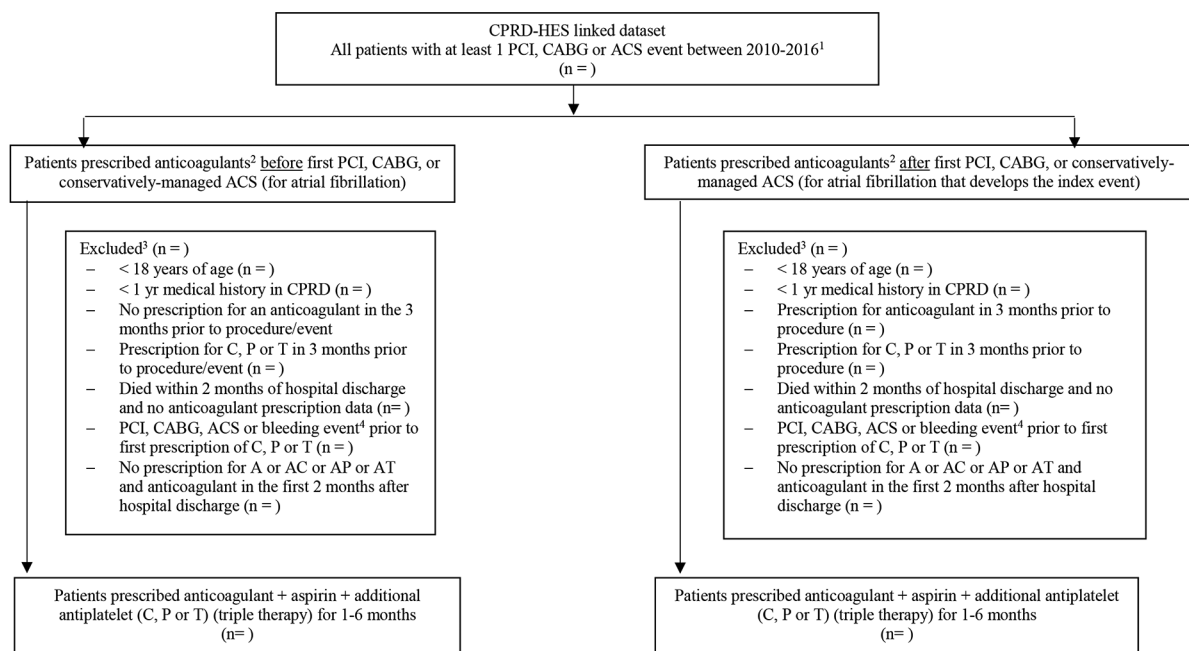 CPRD-HES linked dataset
All patients with at least 1 PCI, CABG or ACS event between 2010-2016¹
(n = )
Patients prescribed anticoagulants² before first PCI, CABG, or
conservatively-managed ACS (for atrial fibrillation)
Patients prescribed anticoagulants² after first PCI, CABG, or conservatively-
managed ACS (for atrial fibrillation that develops the index event)
Excluded³ (n = )
– < 18 years of age (n = )
– < 1 yr medical history in CPRD (n = )
– No prescription for an anticoagulant in the 3
months prior to procedure/event
– Prescription for C, P or T in 3 months prior
to procedure/event (n = )
– Died within 2 months of hospital discharge
and no anticoagulant prescription data (n= )
– PCI, CABG, ACS or bleeding event⁴ prior to
first prescription of C, P or T (n = )
– No prescription for A or AC or AP or AT
and anticoagulant in the first 2 months after
hospital discharge (n = )
Excluded³ (n = )
– < 18 years of age (n = )
– < 1 yr medical history in CPRD (n = )
– Prescription for anticoagulant in 3 months prior to
procedure (n = )
– Prescription for C, P or T in 3 months prior to
procedure (n = )
– Died within 2 months of hospital discharge and no
anticoagulant prescription data (n= )
– PCI, CABG, ACS or bleeding event⁴ prior to first
prescription of C, P or T (n = )
– No prescription for A or AC or AP or AT and
anticoagulant in the first 2 months after hospital
discharge (n = )
Patients prescribed anticoagulant + aspirin + additional
antiplatelet (C, P or T) (triple therapy) for 1-6 months
(n= )
Patients prescribed anticoagulant + aspirin + additional antiplatelet
(C, P or T) (triple therapy) for 1-6 months
(n= )